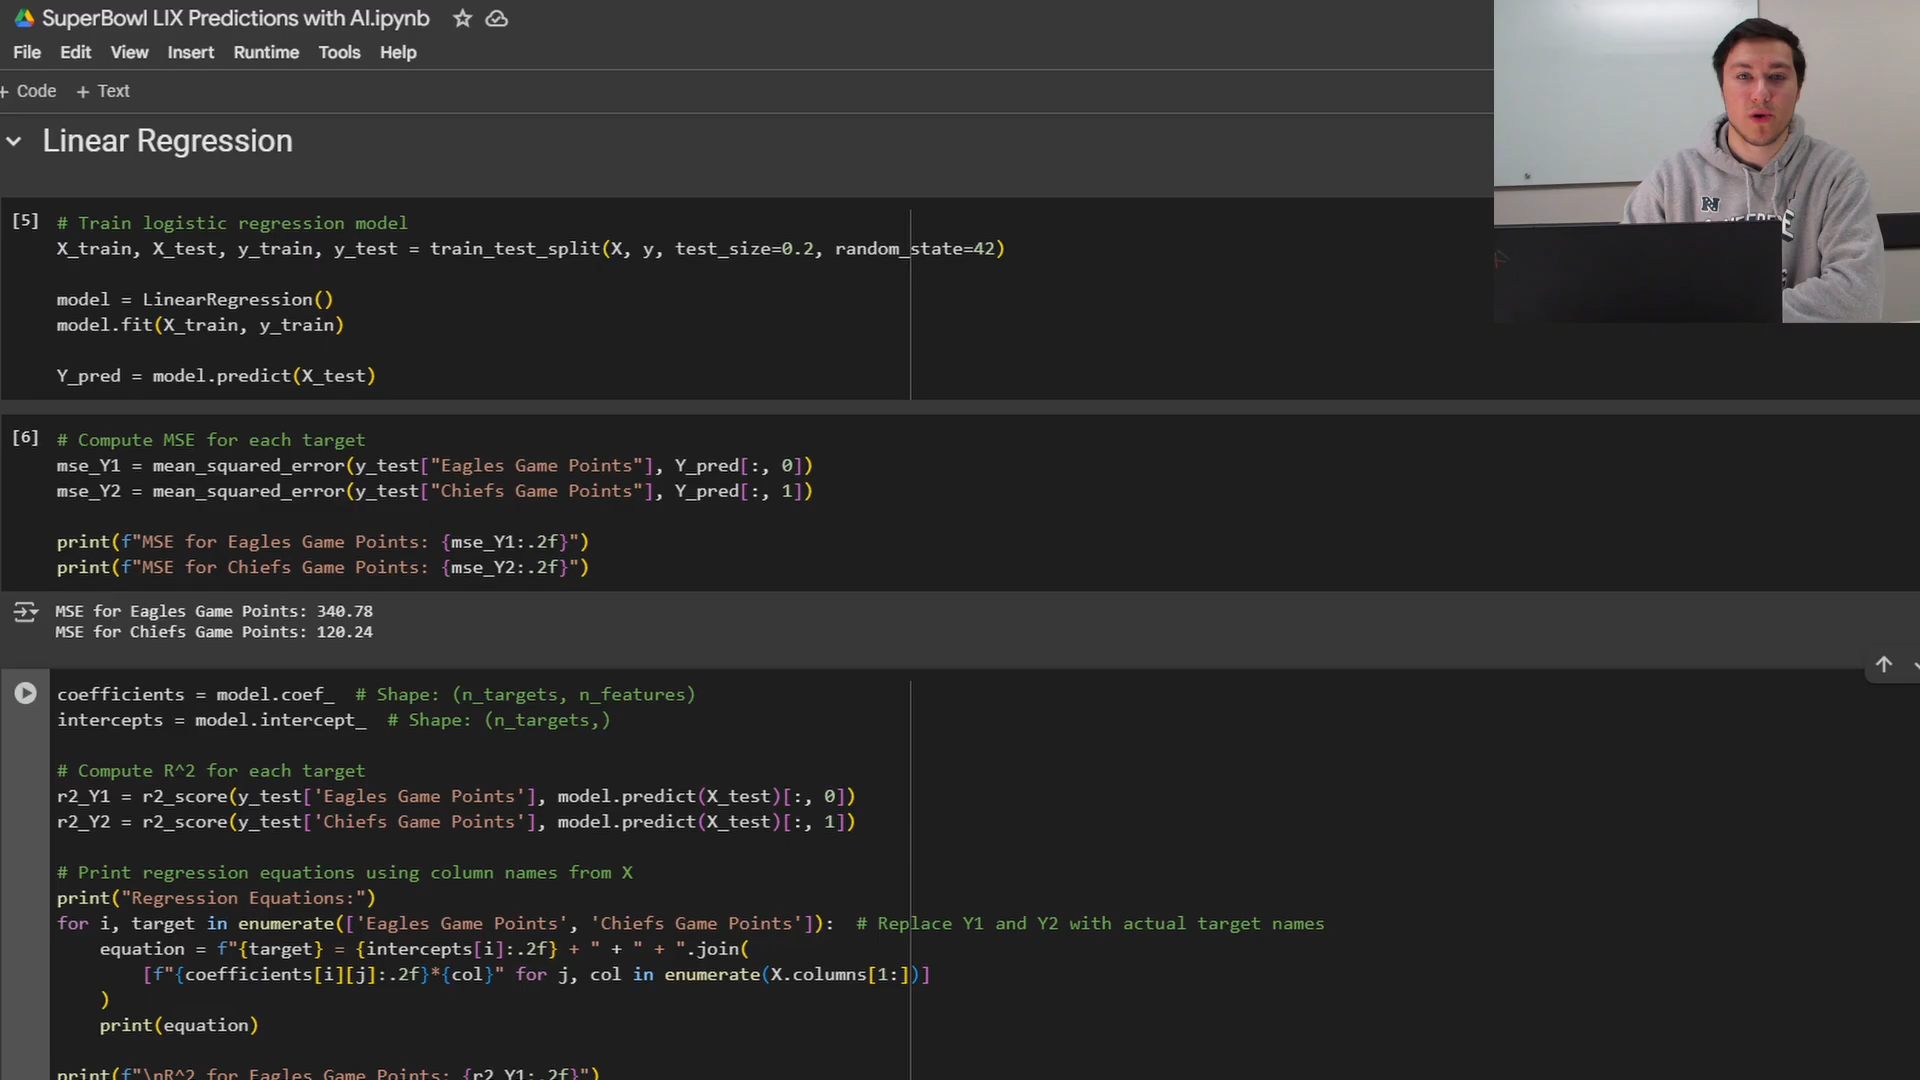 SuperBowl LIX Predictions with AI.ipynb
File Edit View Insert Runtime Tools Help
+ Code + Text
Linear Regression
[5] # Train logistic regression model
X_train, X_test, y_train, y_test = train_test_split(X, y, test_size=0.2, random_state=42)
model = LinearRegression()
model.fit(X_train, y_train)
Y_pred = model.predict(X_test)
[6] # Compute MSE for each target
mse_Y1 = mean_squared_error(y_test["Eagles Game Points"], Y_pred[:, 0])
mse_Y2 = mean_squared_error(y_test["Chiefs Game Points"], Y_pred[:, 1])
print(f"MSE for Eagles Game Points: {mse_Y1:.2f}")
print(f"MSE for Chiefs Game Points: {mse_Y2:.2f}")
MSE for Eagles Game Points: 340.78
MSE for Chiefs Game Points: 120.24
coefficients = model.coef_  # Shape: (n_targets, n_features)
intercepts = model.intercept_  # Shape: (n_targets,)
# Compute R^2 for each target
r2_Y1 = r2_score(y_test['Eagles Game Points'], model.predict(X_test)[:, 0])
r2_Y2 = r2_score(y_test['Chiefs Game Points'], model.predict(X_test)[:, 1])
# Print regression equations using column names from X
print("Regression Equations:")
for i, target in enumerate(['Eagles Game Points', 'Chiefs Game Points']):  # Replace Y1 and Y2 with actual target names
equation = f"{target} = {intercepts[i]:.2f} + " + " + ".join(
[f"{coefficients[i][j]:.2f}*{col}" for j, col in enumerate(X.columns[1:])]
)
print(equation)
print(f"\nR^2 for Eagles Game Points: {r2_Y1:.2f}")